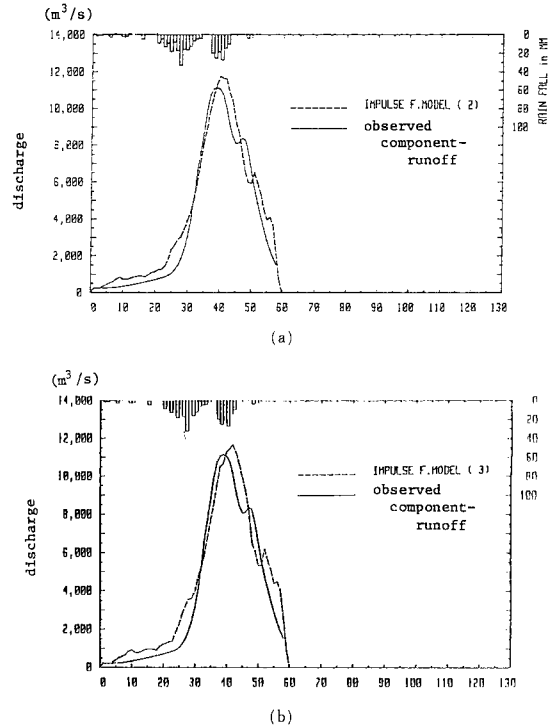 (m³/s)
14,000
12,000
10,000
8,000
6,000
4,000
2,000
0
discharge
0 10 20 30 40 50 60 70 80 90 100 110 120 130
0
20
40
60
80
100
RAIN FALL in MM
IMPULSE F.MODEL ( 2)
observed
component-
runoff
(a)
(m³/s)
14,000
12,000
10,000
8,000
6,000
4,000
2,000
0
discharge
0 10 20 30 40 50 60 70 80 90 100 110 120 130
0
20
40
60
80
100
IMPULSE F.MODEL ( 3)
observed
component-
runoff
(b)